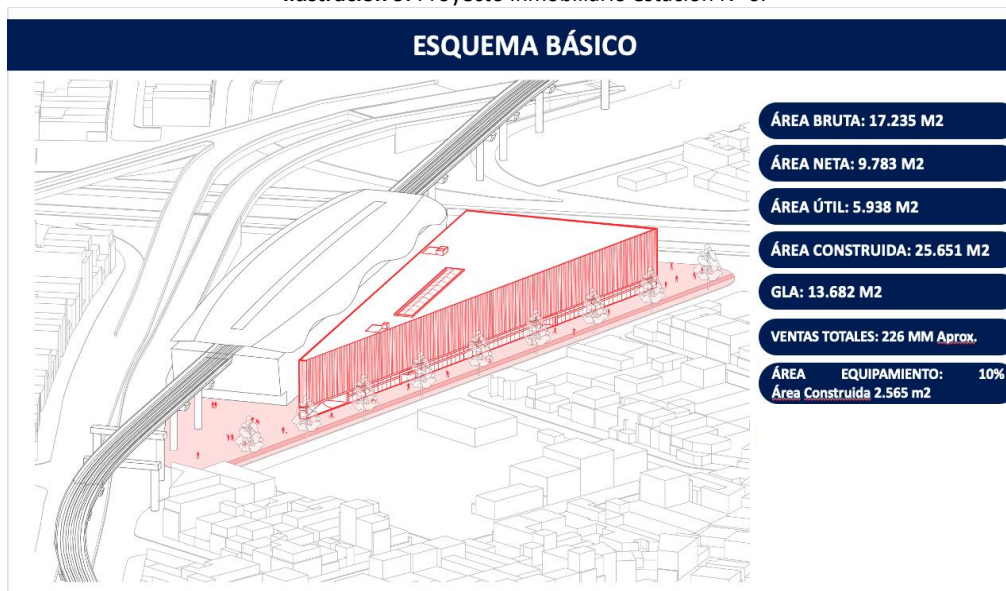 ESQUEMA BÁSICO
ÁREA BRUTA: 17.235 M2
ÁREA NETA: 9.783 M2
ÁREA ÚTIL: 5.938 M2
ÁREA CONSTRUIDA: 25.651 M2
GLA: 13.682 M2
VENTAS TOTALES: 226 MM Aprox.
ÁREA EQUIPAMIENTO: 10%
Área Construida 2.565 m2